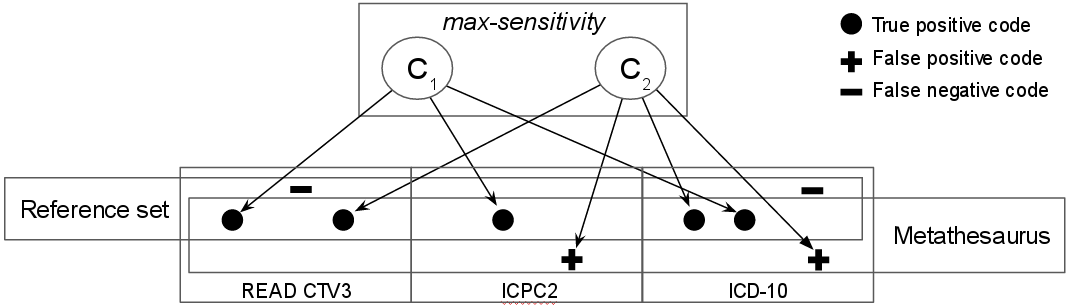 max-sensitivity
C1
C2
True positive code
False positive code
False negative code
Reference set
Metathesaurus
READ CTV3
ICPC2
ICD-10